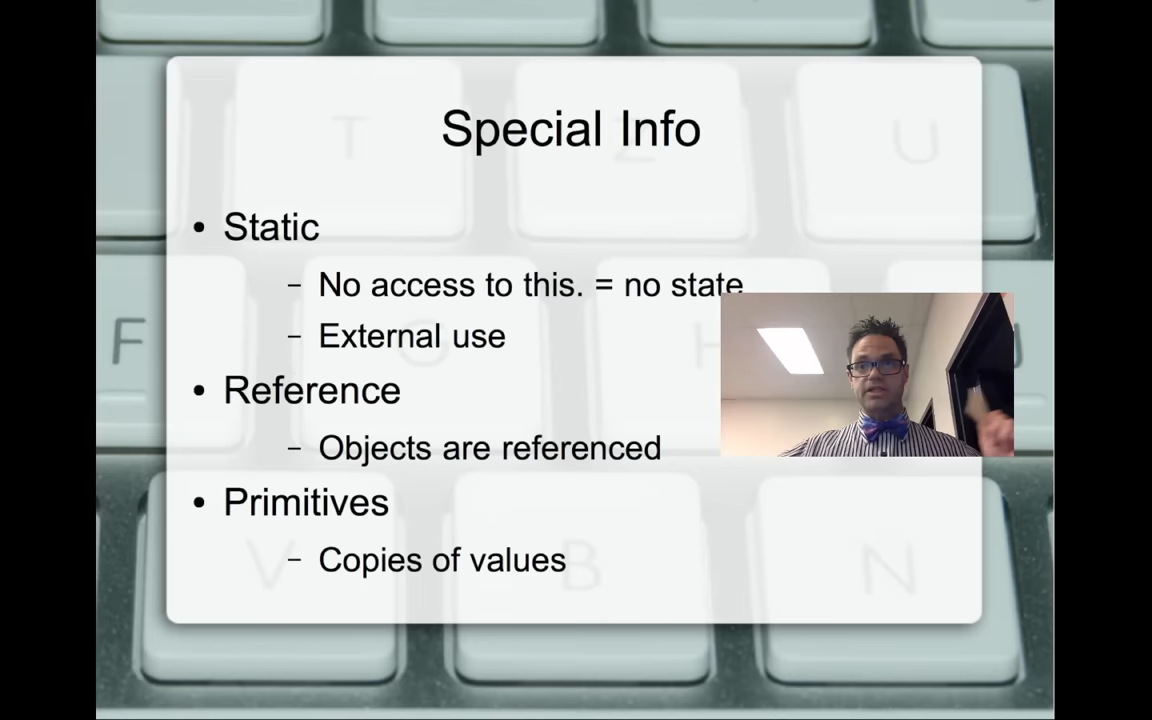 Special Info
• Static
– No access to this. = no state
– External use
• Reference
– Objects are referenced
• Primitives
– Copies of values
T
Z
U
F
G
H
J
V
B
N